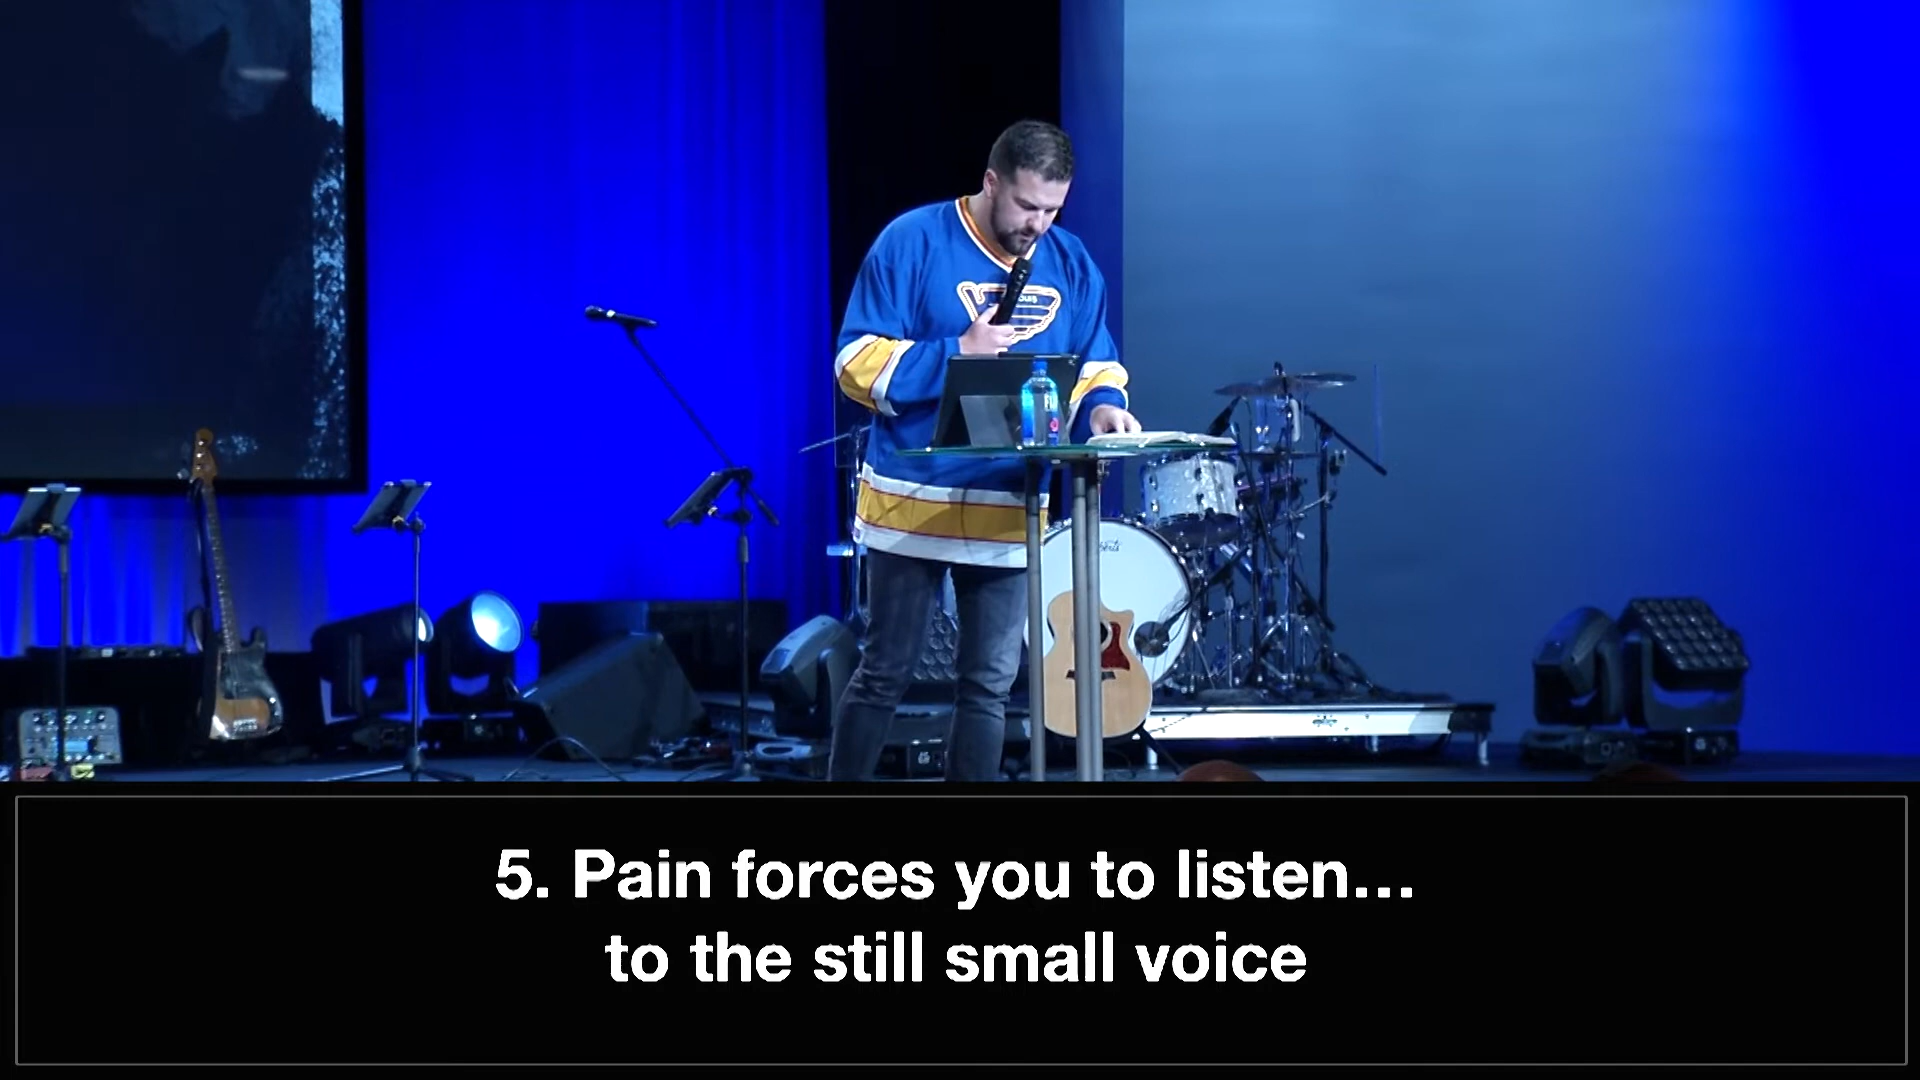 5. Pain forces you to listen...
to the still small voice